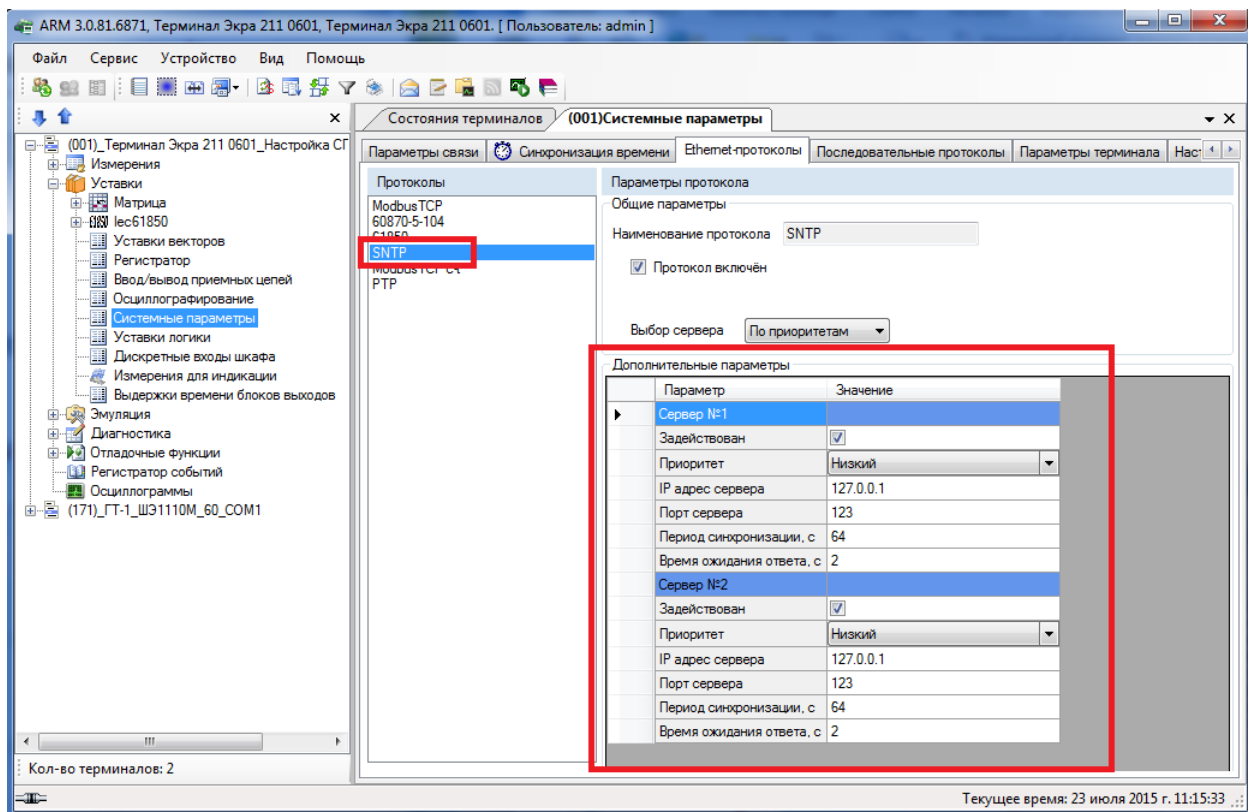 ARM 3.0.81.6871, Терминал Экра 211 0601, Терминал Экра 211 0601. [ Пользователь: admin ]
Файл Сервис Устройство Вид Помощь
Состояния терминалов (001)Системные параметры
(001)_Терминал Экра 211 0601_Настройка СГ
Измерения
Уставки
Матрица
Iec61850
Уставки векторов
Регистратор
Ввод/вывод приемных цепей
Осциллографирование
Системные параметры
Уставки логики
Дискретные входы шкафа
Измерения для индикации
Выдержки времени блоков выходов
Эмуляция
Диагностика
Отладочные функции
Регистратор событий
Осциллограммы
(171)_ГТ-1_ШЭ1110М_60_COM1
Кол-во терминалов: 2
Параметры связи Синхронизация времени Ethernet-протоколы Последовательные протоколы Параметры терминала Наст
Протоколы
ModbusTCP
60870-5-104
61850
SNTP
ModbusTCP
PTP
Параметры протокола
Общие параметры
Наименование протокола SNTP
Протокол включён
Выбор сервера По приоритетам
Дополнительные параметры
Параметр Значение
Сервер №1
Задействован
Приоритет Низкий
IP адрес сервера 127.0.0.1
Порт сервера 123
Период синхронизации, с 64
Время ожидания ответа, с 2
Сервер №2
Задействован
Приоритет Низкий
IP адрес сервера 127.0.0.1
Порт сервера 123
Период синхронизации, с 64
Время ожидания ответа, с 2
Текущее время: 23 июля 2015 г. 11:15:33